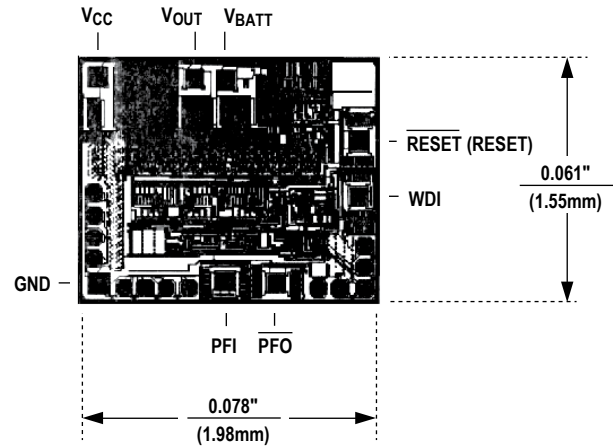 VCC VOUT VBATT
RESET (RESET)
0.061"
(1.55mm)
WDI
GND
PFI PFO
0.078"
(1.98mm)